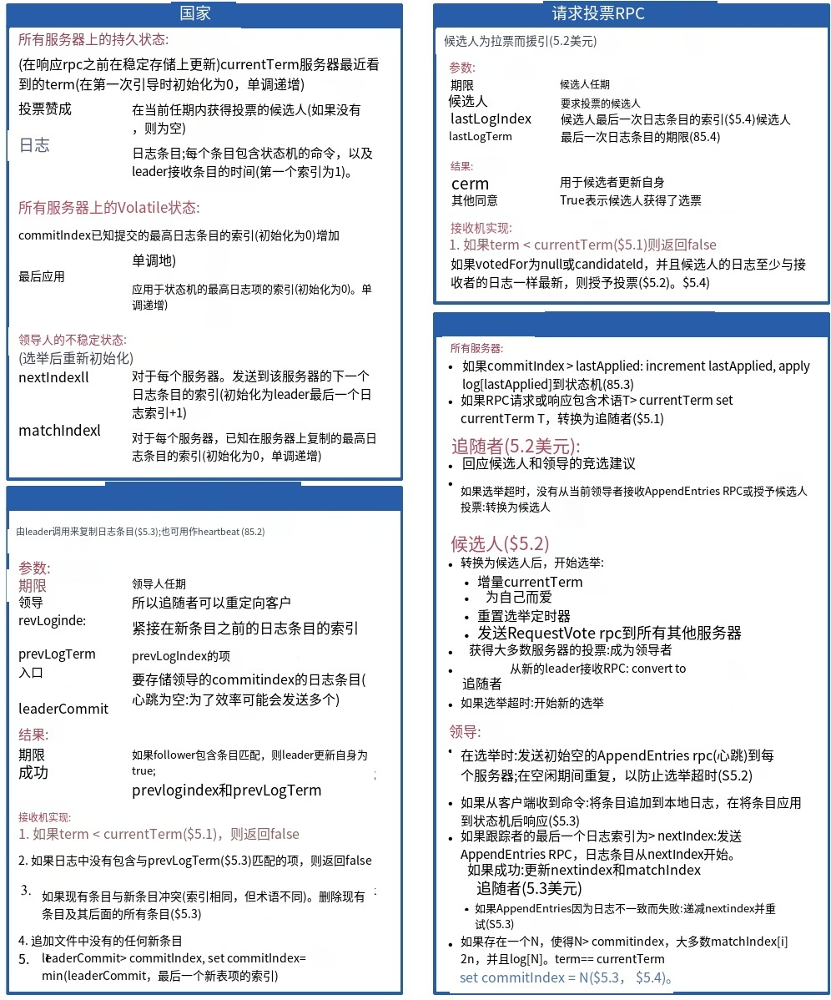 国家
所有服务器上的持久状态:
(在响应rpc之前在稳定存储上更新)currentTerm服务器最近看
到的term(在第一次引导时初始化为0，单调递增)
投票赞成
在当前任期内获得投票的候选人(如果没有
，则为空)
日志
日志条目;每个条目包含状态机的命令，以及
leader接收条目的时间(第一个索引为1)。
所有服务器上的Volatile状态:
commitIndex已知提交的最高日志条目的索引(初始化为0)增加
单调地)
最后应用
应用于状态机的最高日志项的索引(初始化为0)。单
调递增)
领导人的不稳定状态:
(选举后重新初始化)
nextIndexll
对于每个服务器。发送到该服务器的下一个
日志条目的索引(初始化为leader最后一个日
志索引+1)
matchIndexl
对于每个服务器，已知在服务器上复制的最高日
志条目的索引(初始化为0，单调递增)
由leader调用来复制日志条目($5.3);也可用作heartbeat (85.2)
参数:
期限
领导人任期
领导
所以追随者可以重定向客户
revLoginde:
紧接在新条目之前的日志条目的索引
prevLogTerm
prevLogIndex的项
入口
要存储领导的commitindex的日志条目(
心跳为空:为了效率可能会发送多个)
leaderCommit
结果:
期限
如果follower包含条目匹配，则leader更新自身为
true;
成功
prevlogindex和prevLogTerm
接收机实现:
1. 如果term < currentTerm($5.1)，则返回false
2. 如果日志中没有包含与prevLogTerm($5.3)匹配的项，则返回false
3.
如果现有条目与新条目冲突(索引相同，但术语不同)。删除现有
条目及其后面的所有条目($5.3)
4. 追加文件中没有的任何新条目
5. leaderCommit> commitIndex, set commitIndex=
min(leaderCommit，最后一个新表项的索引)
请求投票RPC
候选人为拉票而援引(5.2美元)
参数:
期限
候选人任期
候选人
要求投票的候选人
lastLogIndex
候选人最后一次日志条目的索引($5.4)候选人
lastLogTerm
最后一次日志条目的期限(85.4)
结果:
cerm
用于候选者更新自身
其他同意
True表示候选人获得了选票
接收机实现:
1. 如果term < currentTerm($5.1)则返回false
如果votedFor为null或candidateld，并且候选人的日志至少与接
收者的日志一样最新，则授予投票($5.2)。$5.4)
所有服务器:
• 如果commitIndex > lastApplied: increment lastApplied, apply
log[lastApplied]到状态机(85.3)
• 如果RPC请求或响应包含术语T> currentTerm set
currentTerm T，转换为追随者($5.1)
追随者(5.2美元):
• 回应候选人和领导的竞选建议
• 如果选举超时，没有从当前领导者接收AppendEntries RPC或授予候选人
投票:转换为候选人
候选人($5.2)
• 转换为候选人后，开始选举:
• 增量currentTerm
• 为自己而爱
• 重置选举定时器
• 发送RequestVote rpc到所有其他服务器
• 获得大多数服务器的投票:成为领导者
• 从新的leader接收RPC: convert to
追随者
• 如果选举超时:开始新的选举
领导:
• 在选举时:发送初始空的AppendEntries rpc(心跳)到每
个服务器;在空闲期间重复，以防止选举超时(S5.2)
• 如果从客户端收到命令:将条目追加到本地日志，在将条目应用
到状态机后响应($5.3)
• 如果跟踪者的最后一个日志索引为> nextIndex:发送
AppendEntries RPC，日志条目从nextIndex开始。
如果成功:更新nextindex和matchIndex
追随者(5.3美元)
• 如果AppendEntries因为日志不一致而失败:递减nextindex并重
试(S5.3)
• 如果存在一个N，使得N> commitindex，大多数matchIndex[i]
2n，并且log[N]。term== currentTerm
set commitIndex = N($5.3， $5.4)。